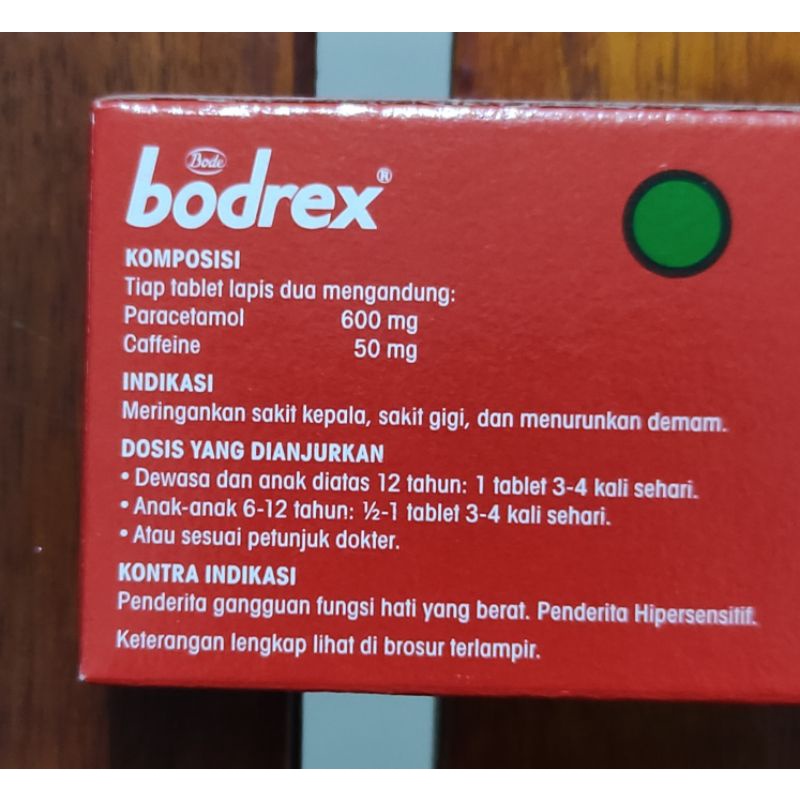 Bode
bodrex®
KOMPOSISI
Tiap tablet lapis dua mengandung:
Paracetamol 600 mg
Caffeine 50 mg
INDIKASI
Meringankan sakit kepala, sakit gigi, dan menurunkan demam.
DOSIS YANG DIANJURKAN
• Dewasa dan anak diatas 12 tahun: 1 tablet 3-4 kali sehari.
• Anak-anak 6-12 tahun: ½-1 tablet 3-4 kali sehari.
• Atau sesuai petunjuk dokter.
KONTRA INDIKASI
Penderita gangguan fungsi hati yang berat. Penderita Hipersensitif.
Keterangan lengkap lihat di brosur terlampir.